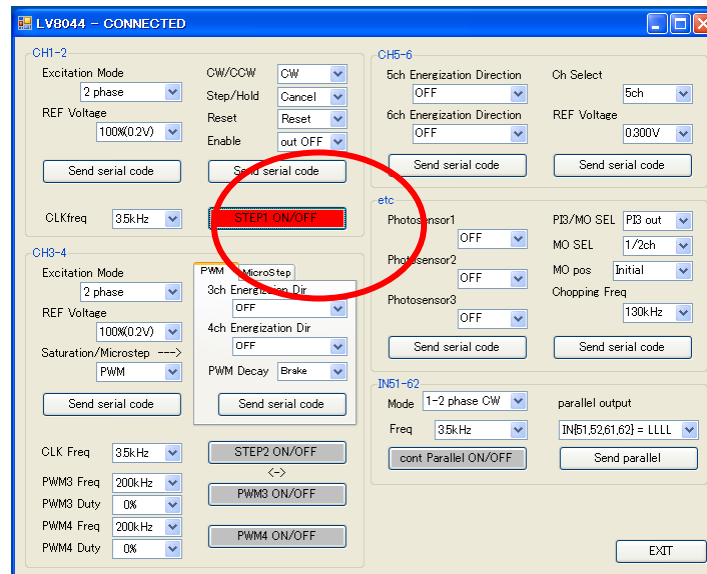 LV8044 - CONNECTED
CH1-2
Excitation Mode
2 phase
REF Voltage
100%(0.2V)
Send serial code
CW/CCW CW
Step/Hold Cancel
Reset Reset
Enable out OFF
Send serial code
CLKfreq 3.5kHz
STEP1 ON/OFF
CH3-4
Excitation Mode
2 phase
REF Voltage
100%(0.2V)
Saturation/Microstep --->
PWM
Send serial code
PWM MicroStep
3ch Energization Dir
OFF
4ch Energization Dir
OFF
PWM Decay Brake
Send serial code
CLK Freq 3.5kHz
STEP2 ON/OFF
<->
PWM3 Freq 200kHz
PWM3 ON/OFF
PWM3 Duty 0%
PWM4 Freq 200kHz
PWM4 ON/OFF
PWM4 Duty 0%
CH5-6
5ch Energization Direction
OFF
6ch Energization Direction
OFF
Send serial code
Ch Select
5ch
REF Voltage
0.300V
Send serial code
etc
Photosensor1
OFF
Photosensor2
OFF
Photosensor3
OFF
Send serial code
PI3/MO SEL PI3 out
MO SEL 1/2ch
MO pos Initial
Chopping Freq
130kHz
Send serial code
IN51-62
Mode 1-2 phase CW
Freq 3.5kHz
cont Parallel ON/OFF
parallel output
IN{51,52,61,62} = LLLL
Send parallel
EXIT